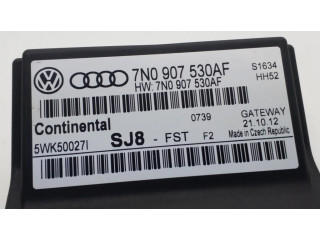 7N0 907 530AF
HW: 7N0 907 530AF
S1634
HH52
Continental
0739
GATEWAY
5WK50027I
SJ8 - FST F2
21.10.12
Made in Czech Republic